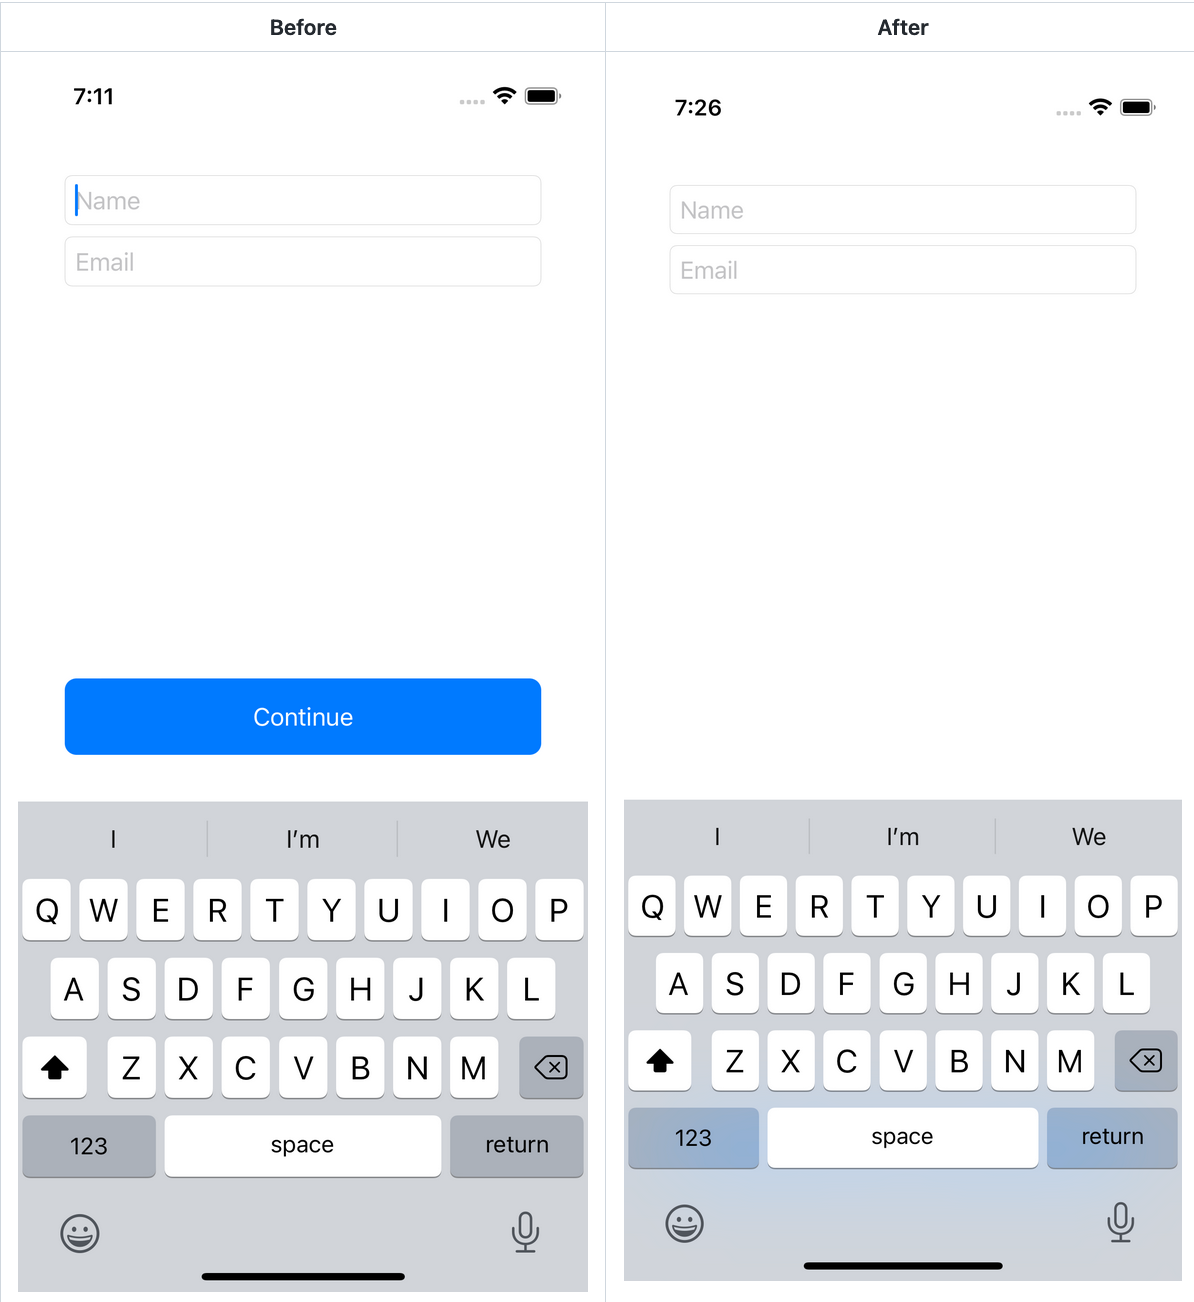 Before
After
7:11
Name
Email
Continue
I
I'm
We
Q W E R T Y U I O P
A S D F G H J K L
Z X C V B N M
123
space
return
7:26
Name
Email
I
I'm
We
Q W E R T Y U I O P
A S D F G H J K L
Z X C V B N M
123
space
return